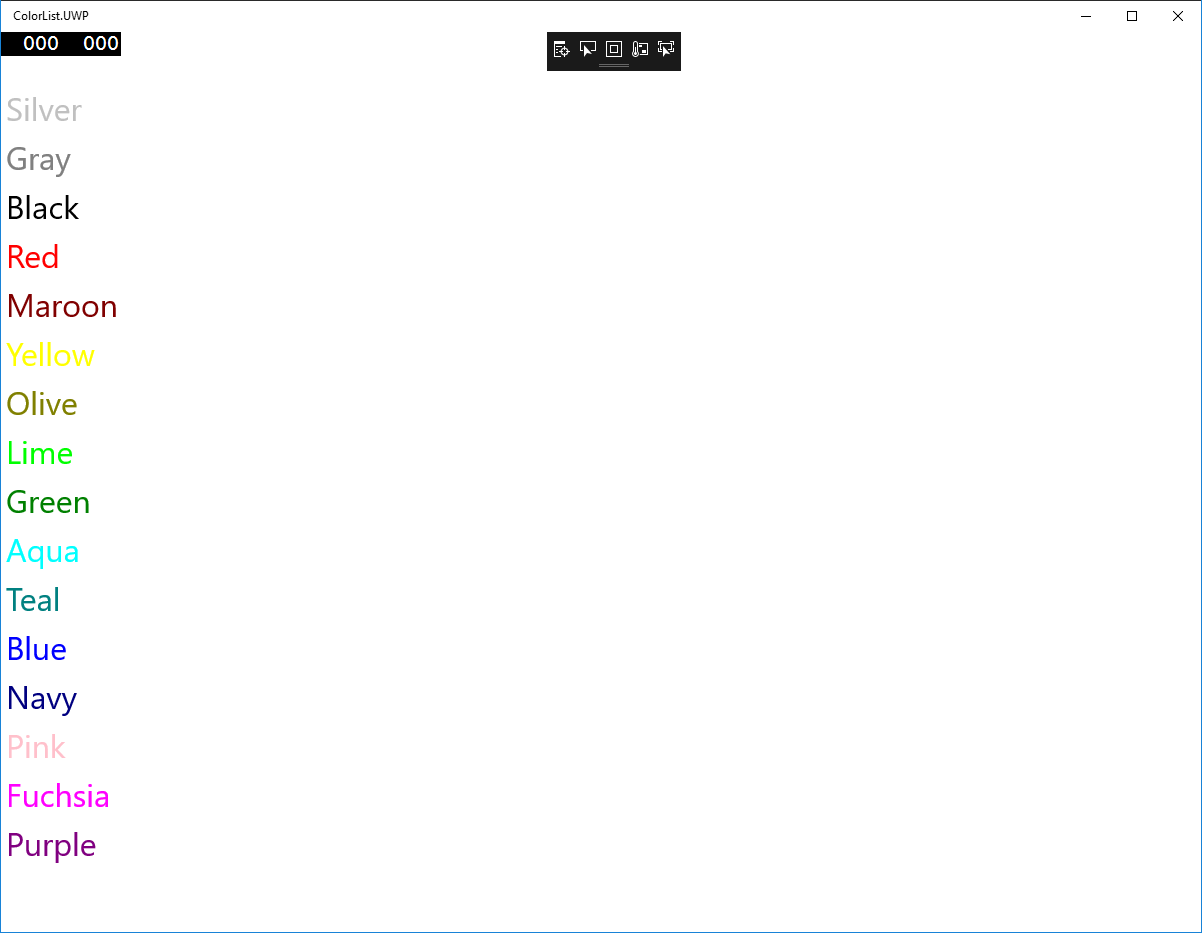 ColorList.UWP
000 000
Silver
Gray
Black
Red
Maroon
Yellow
Olive
Lime
Green
Aqua
Teal
Blue
Navy
Pink
Fuchsia
Purple